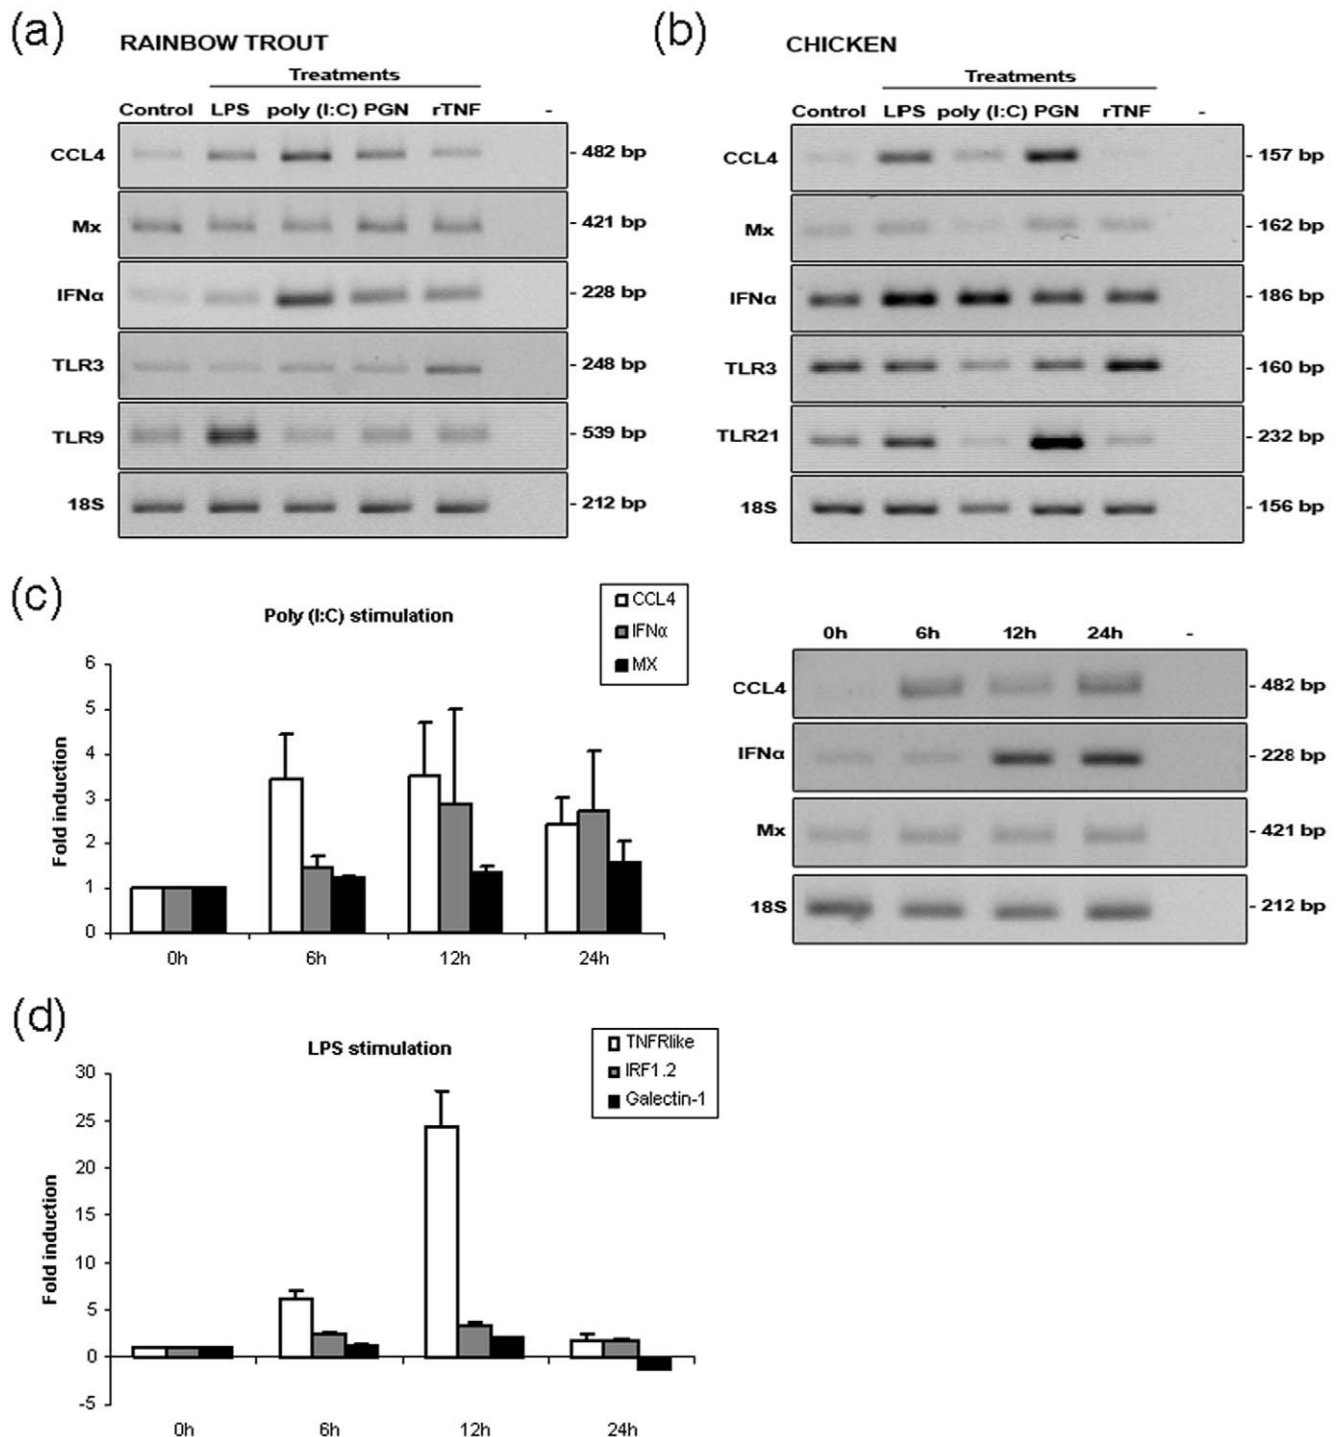 (a) RAINBOW TROUT
Treatments
Control LPS poly (I:C) PGN rTNF -
CCL4 - 482 bp
Mx - 421 bp
IFNα - 228 bp
TLR3 - 248 bp
TLR9 - 539 bp
18S - 212 bp
(b) CHICKEN
Treatments
Control LPS poly (I:C) PGN rTNF -
CCL4 - 157 bp
Mx - 162 bp
IFNα - 186 bp
TLR3 - 160 bp
TLR21 - 232 bp
18S - 156 bp
(c)
Poly (I:C) stimulation
CCL4
IFNα
MX
Fold induction
6
5
4
3
2
1
0
0h 6h 12h 24h
0h 6h 12h 24h -
CCL4 - 482 bp
IFNα - 228 bp
Mx - 421 bp
18S - 212 bp
(d)
LPS stimulation
TNFRlike
IRF1.2
Galectin-1
Fold induction
30
25
20
15
10
5
0
-5
0h 6h 12h 24h